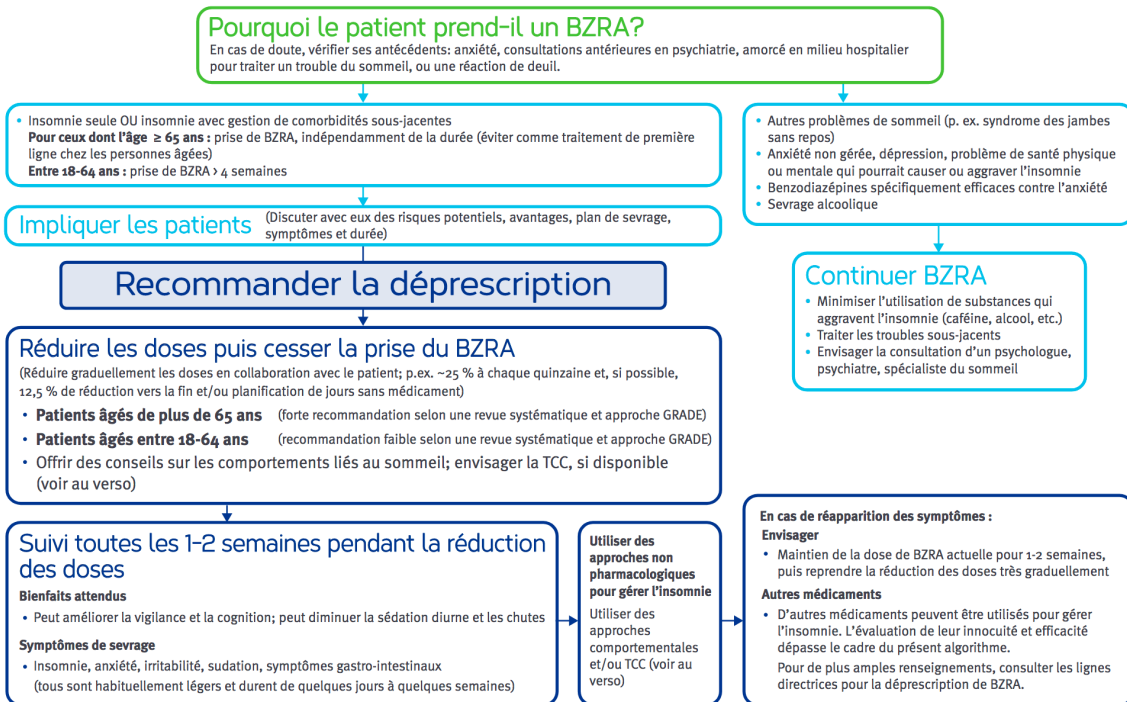 Pourquoi le patient prend-il un BZRA?
En cas de doute, vérifier ses antécédents: anxiété, consultations antérieures en psychiatrie, amorcé en milieu hospitalier
pour traiter un trouble du sommeil, ou une réaction de deuil.
• Insomnie seule OU insomnie avec gestion de comorbidités sous-jacentes
Pour ceux dont l'âge ≥ 65 ans : prise de BZRA, indépendamment de la durée (éviter comme traitement de première
ligne chez les personnes âgées)
Entre 18-64 ans : prise de BZRA > 4 semaines
• Autres problèmes de sommeil (p. ex. syndrome des jambes
sans repos)
• Anxiété non gérée, dépression, problème de santé physique
ou mentale qui pourrait causer ou aggraver l'insomnie
• Benzodiazépines spécifiquement efficaces contre l'anxiété
• Sevrage alcoolique
Impliquer les patients (Discuter avec eux des risques potentiels, avantages, plan de sevrage,
symptômes et durée)
Recommander la déprescription
Continuer BZRA
• Minimiser l'utilisation de substances qui
aggravent l'insomnie (caféine, alcool, etc.)
• Traiter les troubles sous-jacents
• Envisager la consultation d'un psychologue,
psychiatre, spécialiste du sommeil
Réduire les doses puis cesser la prise du BZRA
(Réduire graduellement les doses en collaboration avec le patient; p.ex. ~25 % à chaque quinzaine et, si possible,
12,5 % de réduction vers la fin et/ou planification de jours sans médicament)
• Patients âgés de plus de 65 ans (forte recommandation selon une revue systématique et approche GRADE)
• Patients âgés entre 18-64 ans (recommandation faible selon une revue systématique et approche GRADE)
• Offrir des conseils sur les comportements liés au sommeil; envisager la TCC, si disponible
(voir au verso)
Suivi toutes les 1-2 semaines pendant la réduction
des doses
Bienfaits attendus
• Peut améliorer la vigilance et la cognition; peut diminuer la sédation diurne et les chutes
Symptômes de sevrage
• Insomnie, anxiété, irritabilité, sudation, symptômes gastro-intestinaux
(tous sont habituellement légers et durent de quelques jours à quelques semaines)
Utiliser des
approches non
pharmacologiques
pour gérer l'insomnie
Utiliser des
approches
comportementales
et/ou TCC (voir au
verso)
En cas de réapparition des symptômes :
Envisager
• Maintien de la dose de BZRA actuelle pour 1-2 semaines,
puis reprendre la réduction des doses très graduellement
Autres médicaments
• D'autres médicaments peuvent être utilisés pour gérer
l'insomnie. L'évaluation de leur innocuité et efficacité
dépasse le cadre du présent algorithme.
Pour de plus amples renseignements, consulter les lignes
directrices pour la déprescription de BZRA.